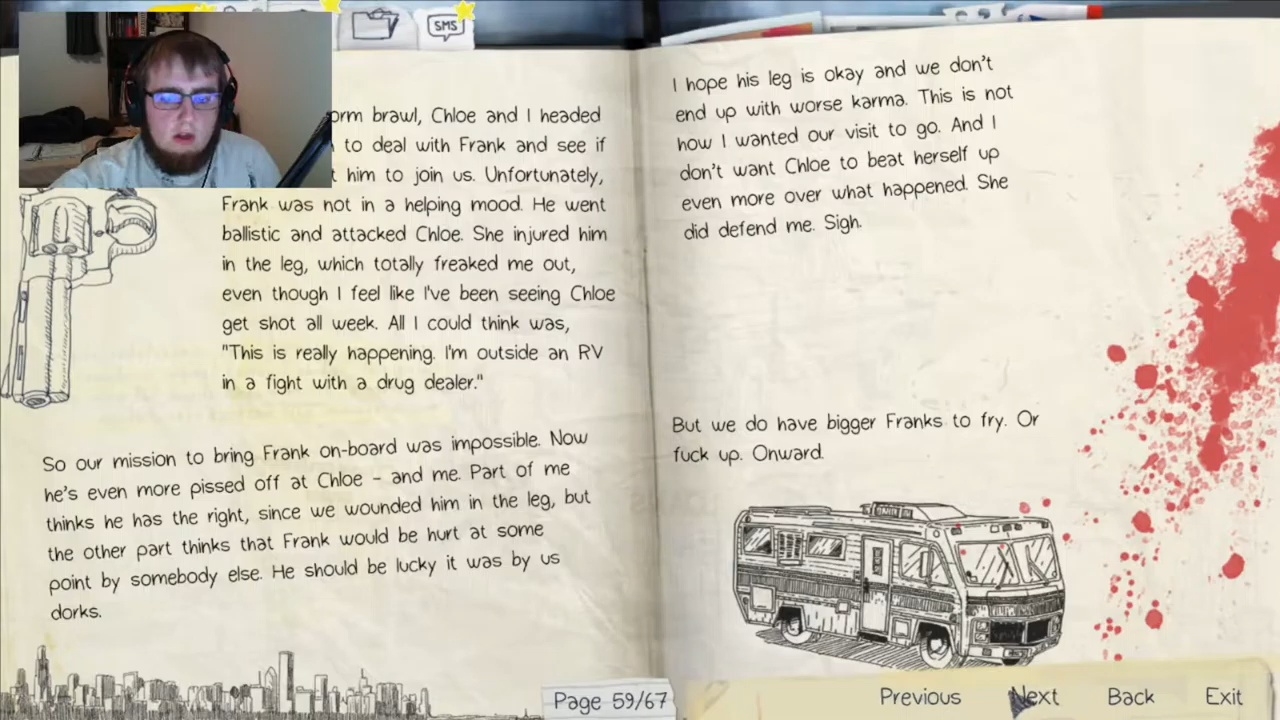 SMS
orm brawl, Chloe and I headed
to deal with Frank and see if
t him to join us. Unfortunately,
Frank was not in a helping mood. He went
ballistic and attacked Chloe. She injured him
in the leg, which totally freaked me out,
even though I feel like I've been seeing Chloe
get shot all week. All I could think was,
"This is really happening. I'm outside an RV
in a fight with a drug dealer."
So our mission to bring Frank on-board was impossible. Now
he's even more pissed off at Chloe - and me. Part of me
thinks he has the right, since we wounded him in the leg, but
the other part thinks that Frank would be hurt at some
point by somebody else. He should be lucky it was by us
dorks.
I hope his leg is okay and we don't
end up with worse karma. This is not
how I wanted our visit to go. And I
don't want Chloe to beat herself up
even more over what happened. She
did defend me. Sigh.
But we do have bigger Franks to fry. Or
fuck up. Onward.
Page 59/67
Previous Next Back Exit